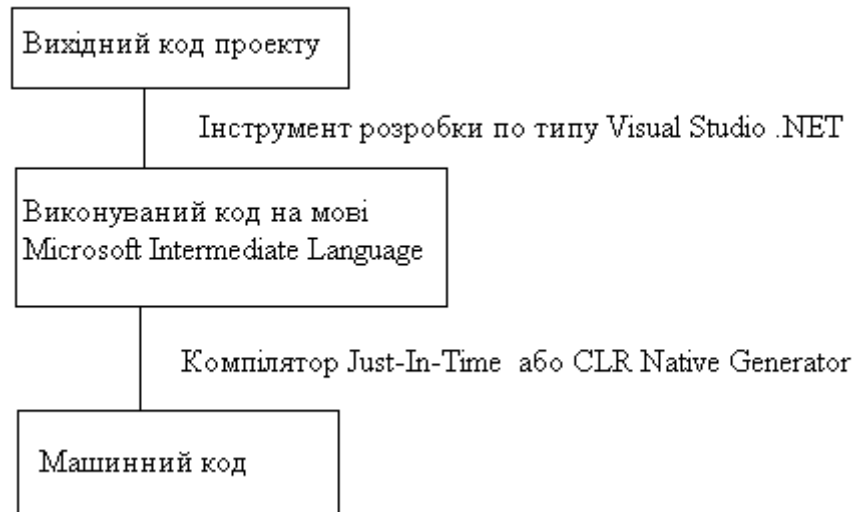 Вихідний код проекту
Інструмент розробки по типу Visual Studio .NET
Виконуваний код на мові
Microsoft Intermediate Language
Компілятор Just-In-Time або CLR Native Generator
Машинний код